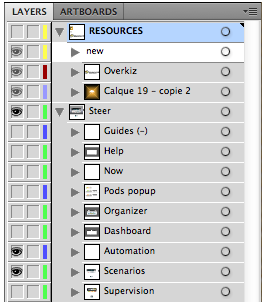 LAYERS ARTBOARDS
RESOURCES
new
Overkiz
Calque 19 - copie 2
Steer
Guides (-)
Help
Now
Pods popup
Organizer
Dashboard
Automation
Scenarios
Supervision